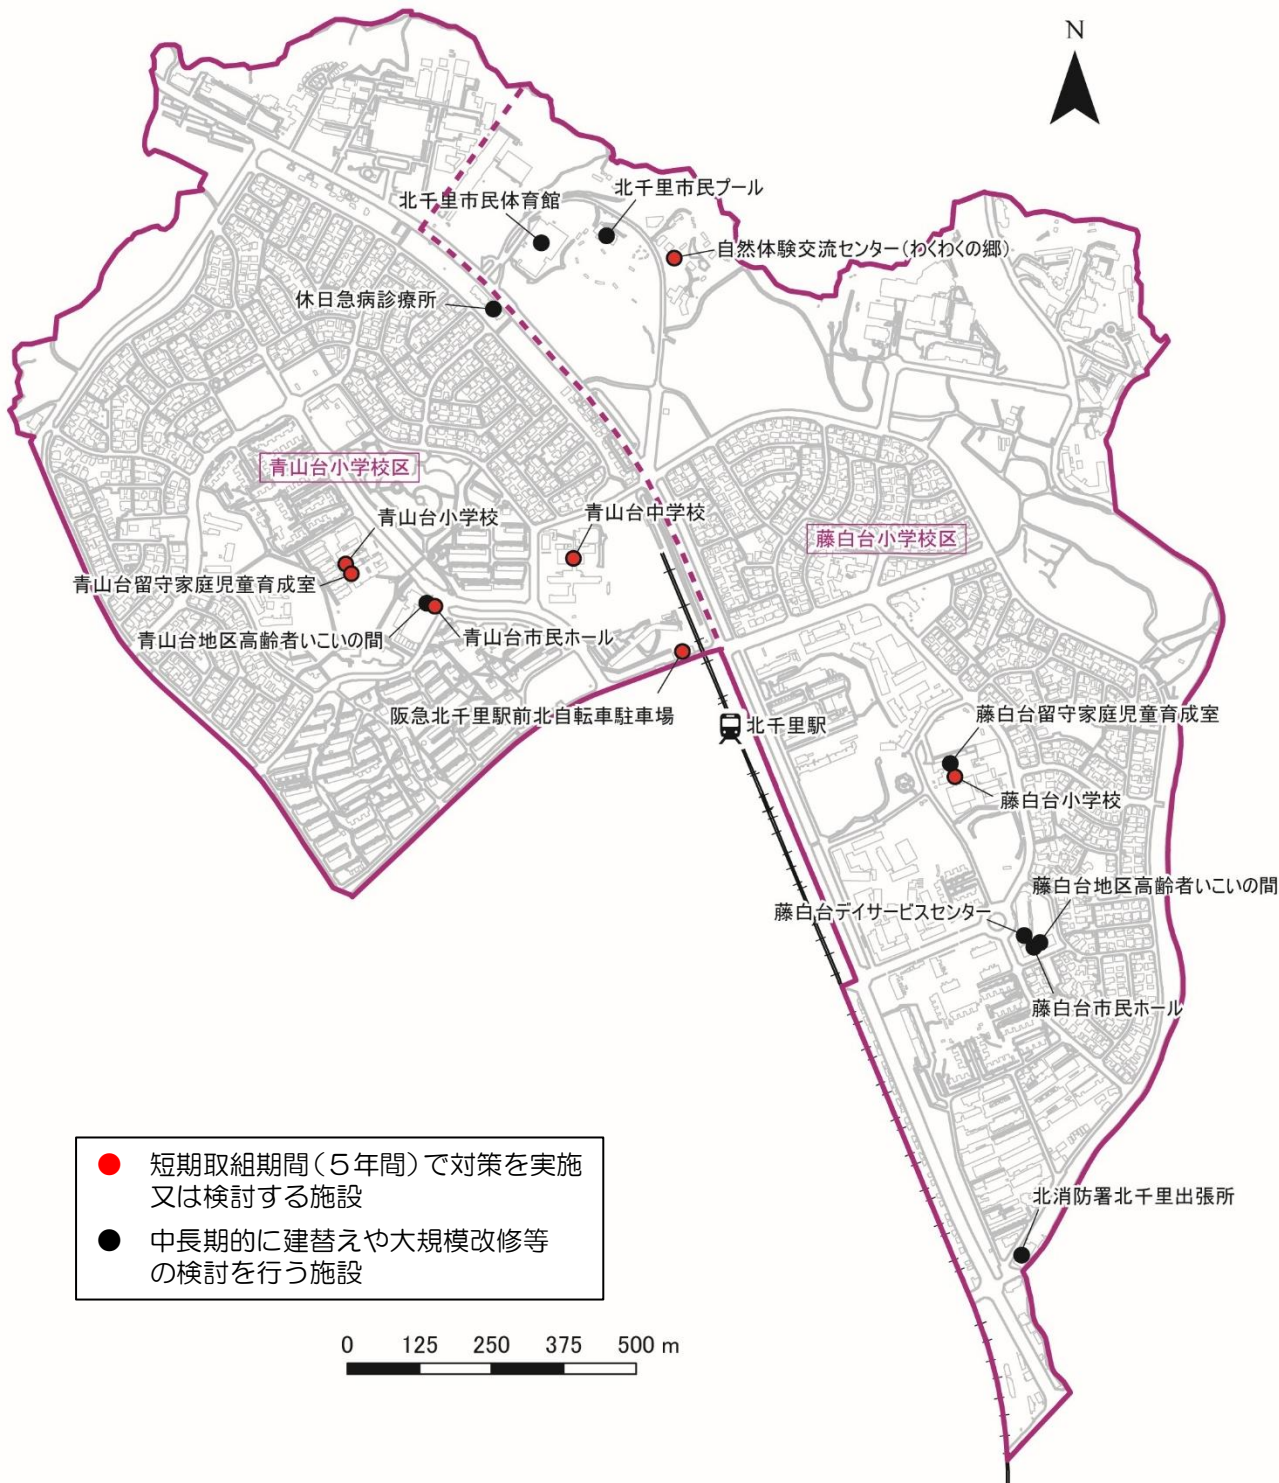 N
北千里市民プール
北千里市民体育館
自然体験交流センター（わくわくの郷）
休日急病診療所
青山台小学校区
青山台小学校
青山台中学校
藤白台小学校区
青山台留守家庭児童育成室
青山台地区高齢者いこいの間
青山台市民ホール
阪急北千里駅前北自転車駐車場
北千里駅
藤白台留守家庭児童育成室
藤白台小学校
藤白台地区高齢者いこいの間
藤白台デイサービスセンター
藤白台市民ホール
北消防署北千里出張所
短期取組期間（５年間）で対策を実施
又は検討する施設
中長期的に建替えや大規模改修等
の検討を行う施設
0 125 250 375 500 m